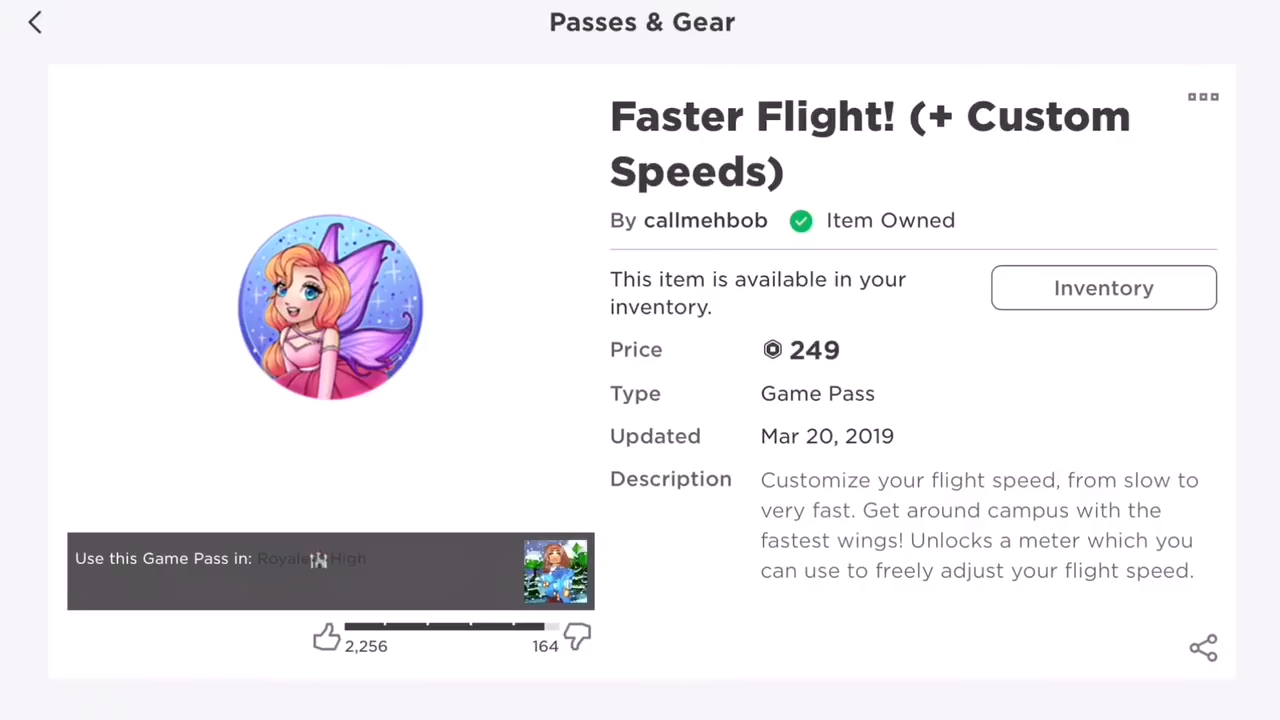 Passes & Gear
Faster Flight! (+ Custom
Speeds)
By callmehbob Item Owned
This item is available in your
inventory.
Inventory
Price 249
Type Game Pass
Updated Mar 20, 2019
Description Customize your flight speed, from slow to
very fast. Get around campus with the
fastest wings! Unlocks a meter which you
can use to freely adjust your flight speed.
Use this Game Pass in: Royale High
2,256 164